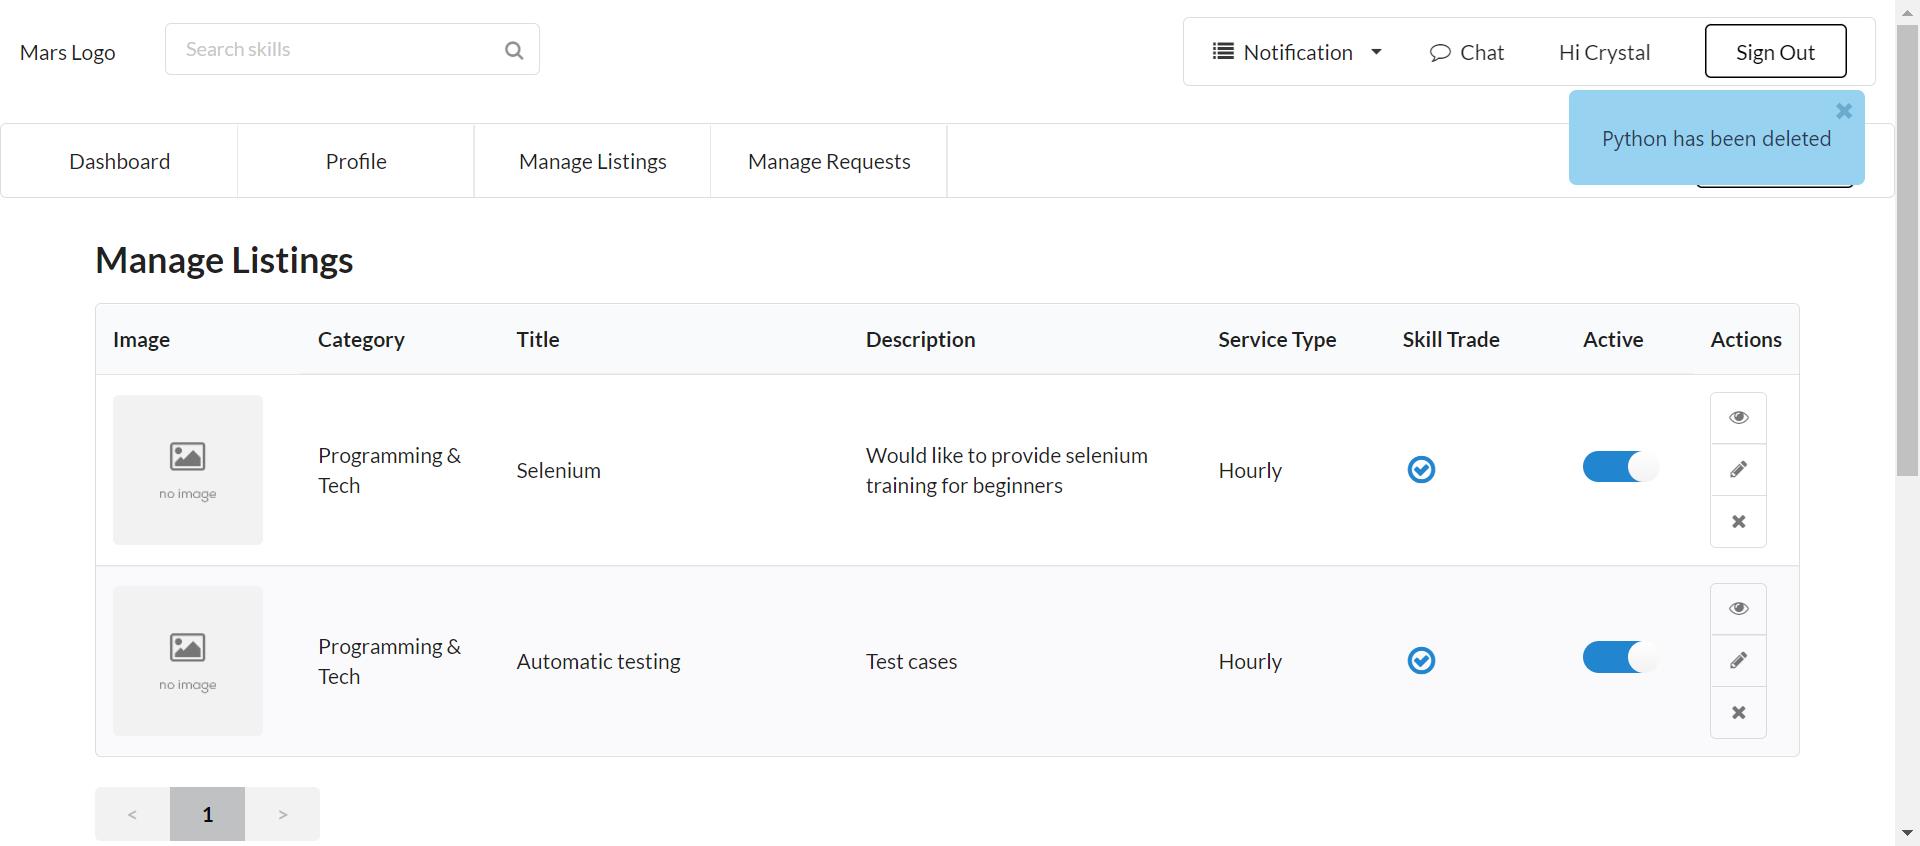 Mars Logo
Search skills
Notification
Chat
Hi Crystal
Sign Out
Python has been deleted
Dashboard
Profile
Manage Listings
Manage Requests
Manage Listings
Image Category Title Description Service Type Skill Trade Active Actions
no image
Programming &
Tech
Selenium
Would like to provide selenium
training for beginners
Hourly
no image
Programming &
Tech
Automatic testing
Test cases
Hourly
< 1 >